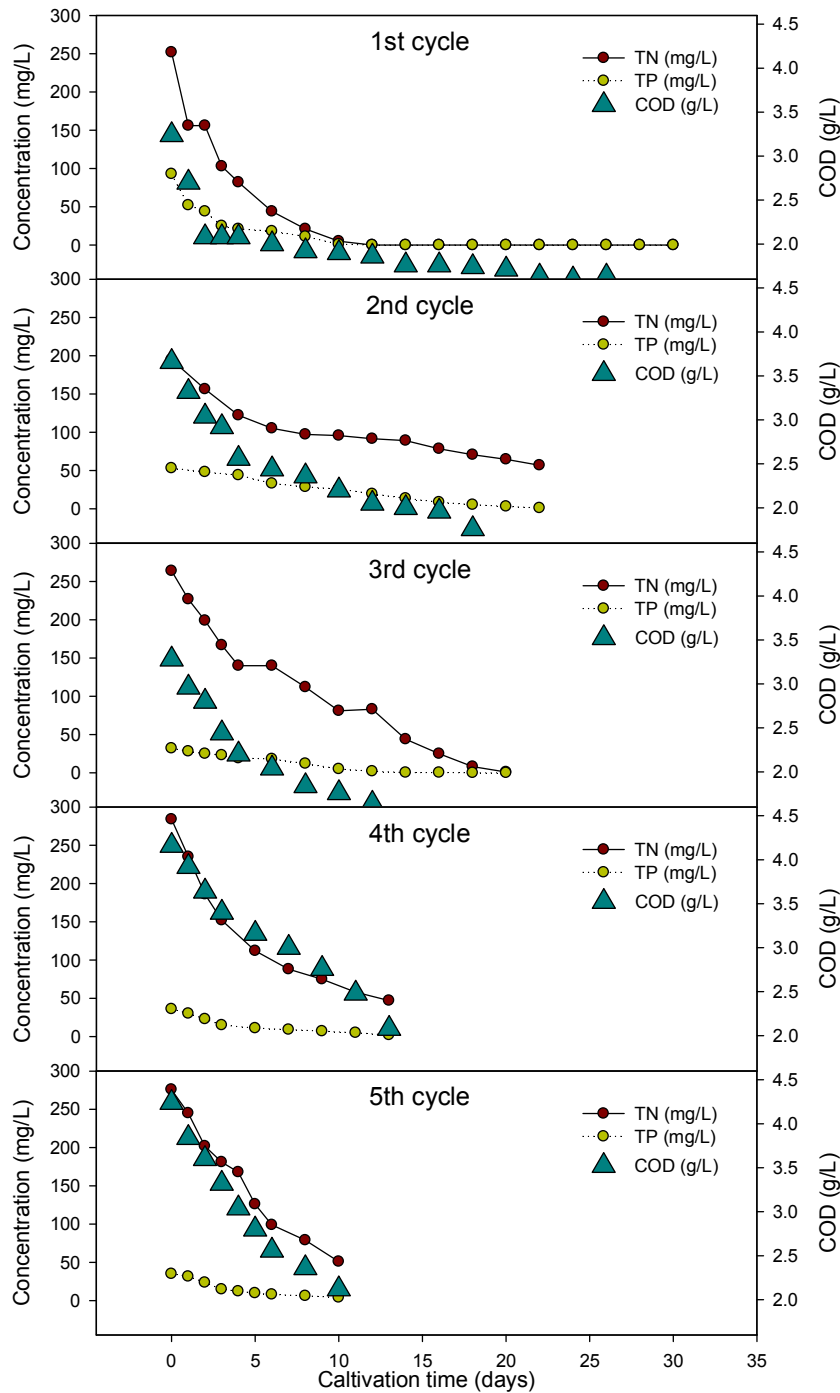 1st cycle
TN (mg/L)
TP (mg/L)
COD (g/L)
Concentration (mg/L)
300
250
200
150
100
50
0
COD (g/L)
4.5
4.0
3.5
3.0
2.5
2.0
2nd cycle
TN (mg/L)
TP (mg/L)
COD (g/L)
Concentration (mg/L)
300
250
200
150
100
50
0
COD (g/L)
4.5
4.0
3.5
3.0
2.5
2.0
3rd cycle
TN (mg/L)
TP (mg/L)
COD (g/L)
Concentration (mg/L)
300
250
200
150
100
50
0
COD (g/L)
4.5
4.0
3.5
3.0
2.5
2.0
4th cycle
TN (mg/L)
TP (mg/L)
COD (g/L)
Concentration (mg/L)
300
250
200
150
100
50
0
COD (g/L)
4.5
4.0
3.5
3.0
2.5
2.0
5th cycle
TN (mg/L)
TP (mg/L)
COD (g/L)
Concentration (mg/L)
300
250
200
150
100
50
0
COD (g/L)
4.5
4.0
3.5
3.0
2.5
2.0
0 5 10 15 20 25 30 35
Caltivation time (days)